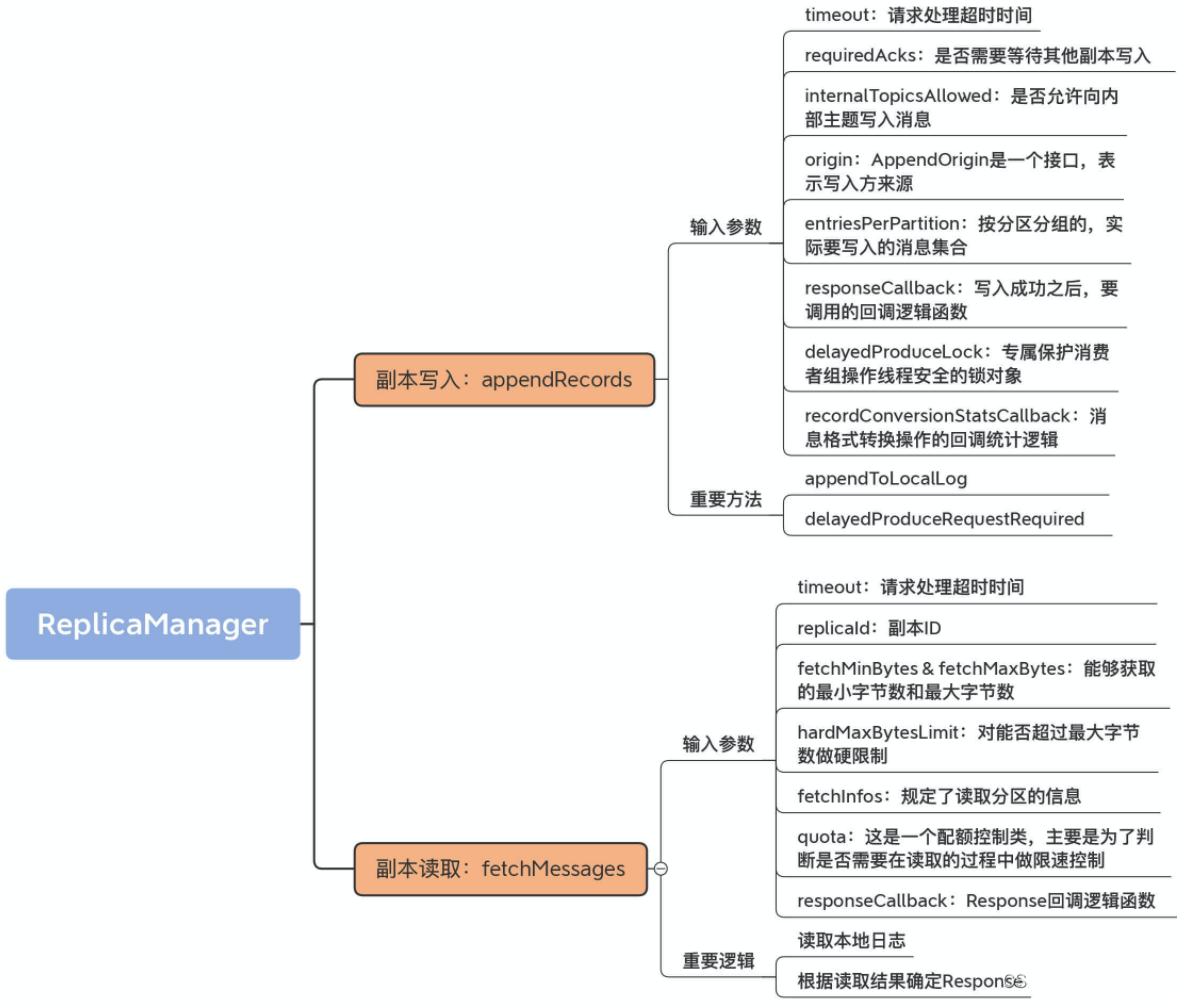 ReplicaManager
副本写入：appendRecords
输入参数
timeout：请求处理超时时间
requiredAcks：是否需要等待其他副本写入
internalTopicsAllowed：是否允许向内
部主题写入消息
origin：AppendOrigin是一个接口，表
示写入方来源
entriesPerPartition：按分区分组的，实
际要写入的消息集合
responseCallback：写入成功之后，要
调用的回调逻辑函数
delayedProduceLock：专属保护消费
者组操作线程安全的锁对象
recordConversionStatsCallback：消
息格式转换操作的回调统计逻辑
重要方法
appendToLocalLog
delayedProduceRequestRequired
副本读取：fetchMessages
输入参数
timeout：请求处理超时时间
replicaId：副本ID
fetchMinBytes & fetchMaxBytes：能够获取
的最小字节数和最大字节数
hardMaxBytesLimit：对能否超过最大字节
数做硬限制
fetchInfos：规定了读取分区的信息
quota：这是一个配额控制类，主要是为了判
断是否需要在读取的过程中做限速控制
responseCallback：Response回调逻辑函数
重要逻辑
读取本地日志
根据读取结果确定Response